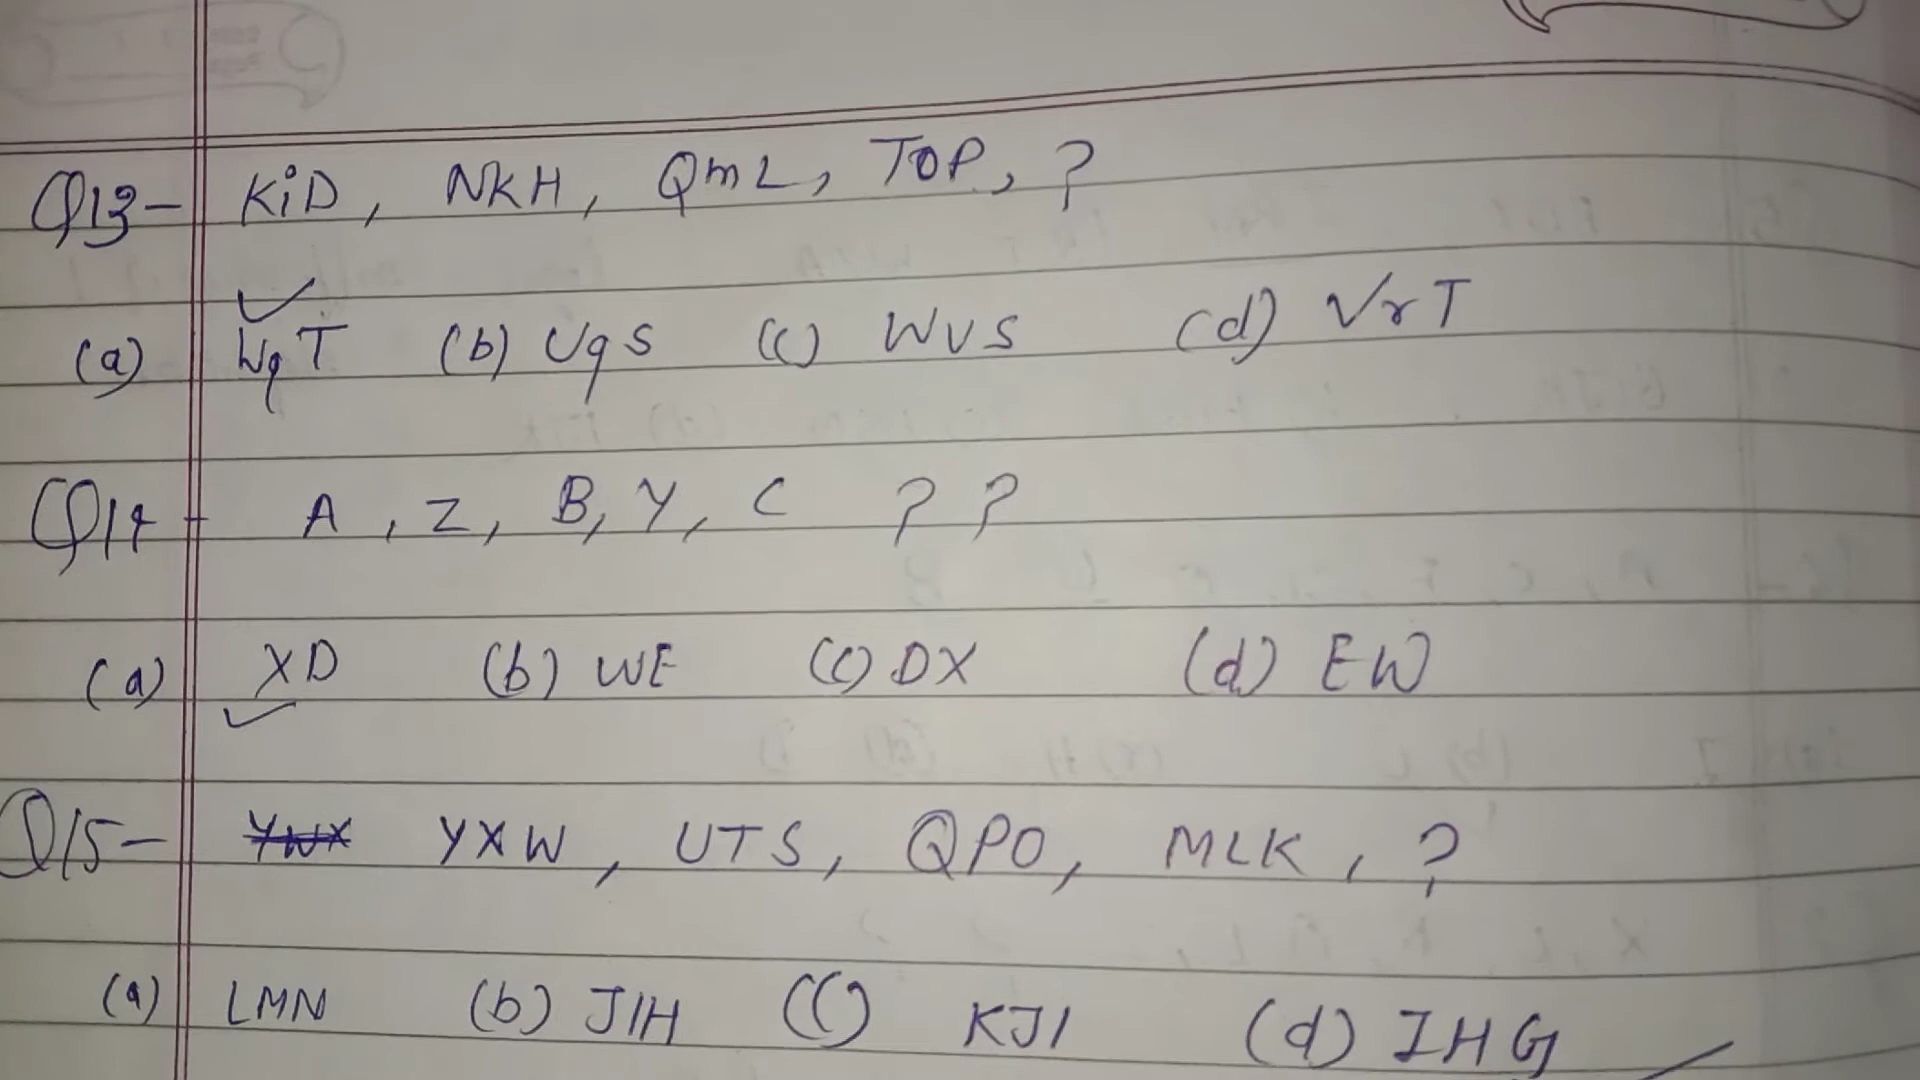 Q13- KiD, NKH, QmL, TOP, ?
(a) WqT (b) UqS (c) WVS (d) VrT
Q14- A, Z, B, Y, C ? ?
(a) XD (b) WE (c) DX (d) EW
Q15- YWX YXW, UTS, QPO, MLK, ?
(a) LMN (b) JIH (c) KJI (d) IHG